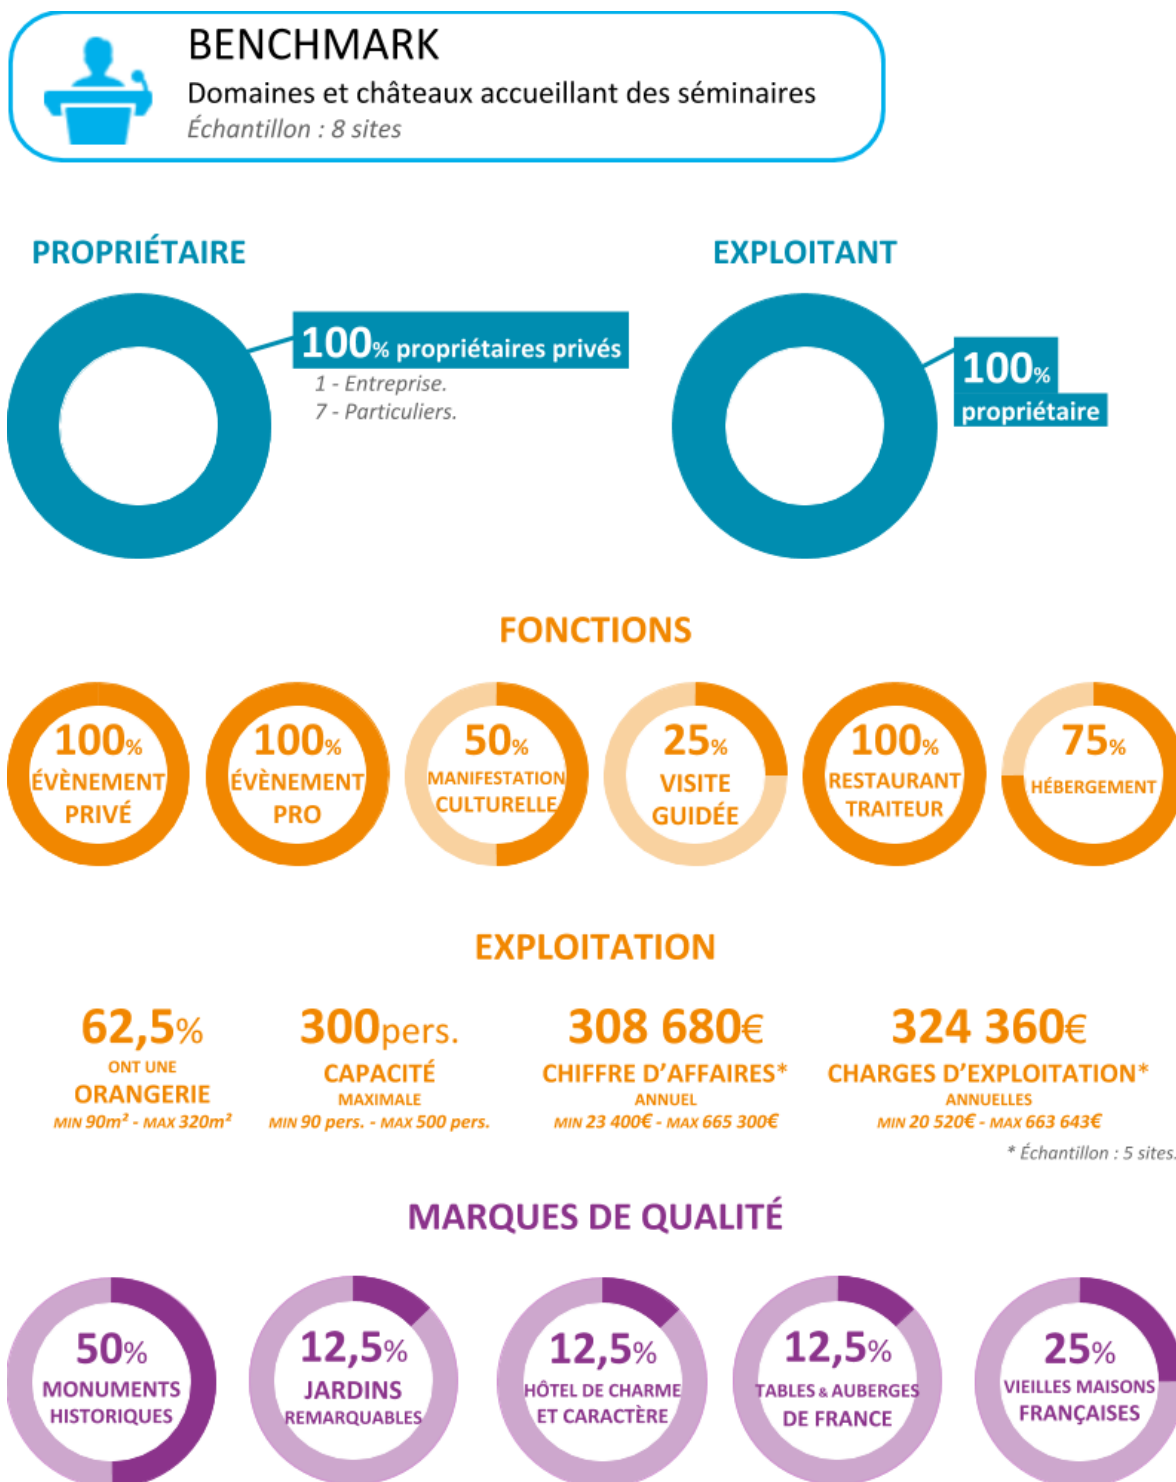 BENCHMARK
Domaines et châteaux accueillant des séminaires
Échantillon : 8 sites
PROPRIÉTAIRE
100% propriétaires privés
1 - Entreprise.
7 - Particuliers.
EXPLOITANT
100%
propriétaire
FONCTIONS
100%
ÉVÈNEMENT
PRIVÉ
100%
ÉVÈNEMENT
PRO
50%
MANIFESTATION
CULTURELLE
25%
VISITE
GUIDÉE
100%
RESTAURANT
TRAITEUR
75%
HÉBERGEMENT
EXPLOITATION
62,5%
ONT UNE
ORANGERIE
MIN 90m² - MAX 320m²
300pers.
CAPACITÉ
MAXIMALE
MIN 90 pers. - MAX 500 pers.
308 680€
CHIFFRE D'AFFAIRES*
ANNUEL
MIN 23 400€ - MAX 665 300€
324 360€
CHARGES D'EXPLOITATION*
ANNUELLES
MIN 20 520€ - MAX 663 643€
* Échantillon : 5 sites.
MARQUES DE QUALITÉ
50%
MONUMENTS
HISTORIQUES
12,5%
JARDINS
REMARQUABLES
12,5%
HÔTEL DE CHARME
ET CARACTÈRE
12,5%
TABLES & AUBERGES
DE FRANCE
25%
VIEILLES MAISONS
FRANÇAISES